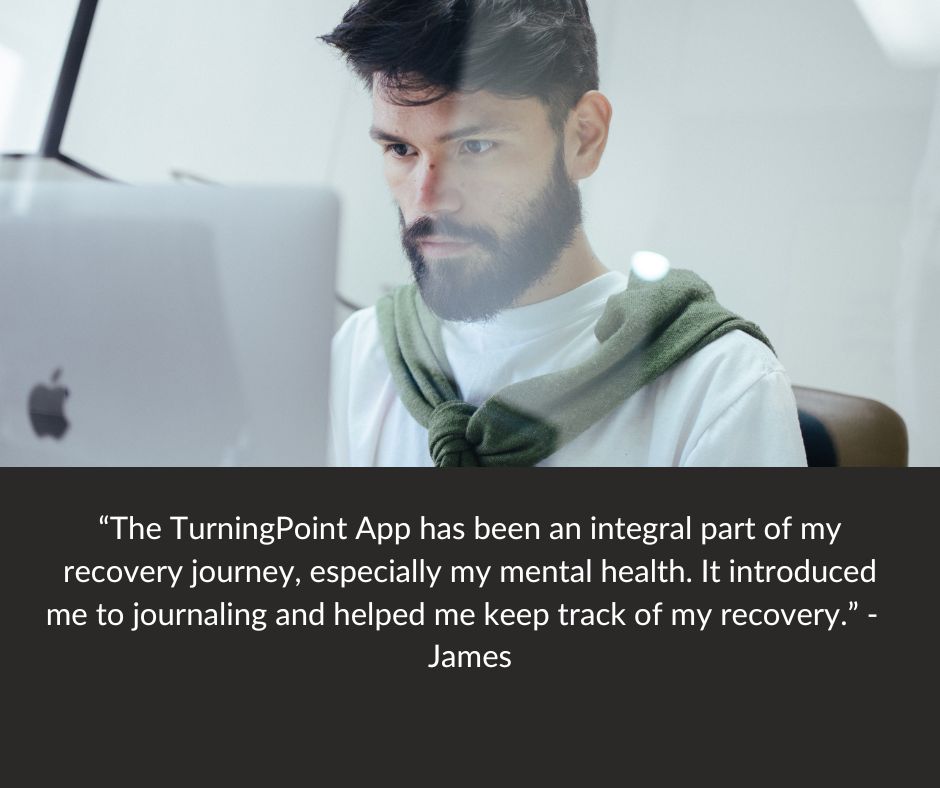 “The TurningPoint App has been an integral part of my
recovery journey, especially my mental health. It introduced
me to journaling and helped me keep track of my recovery.” -
James